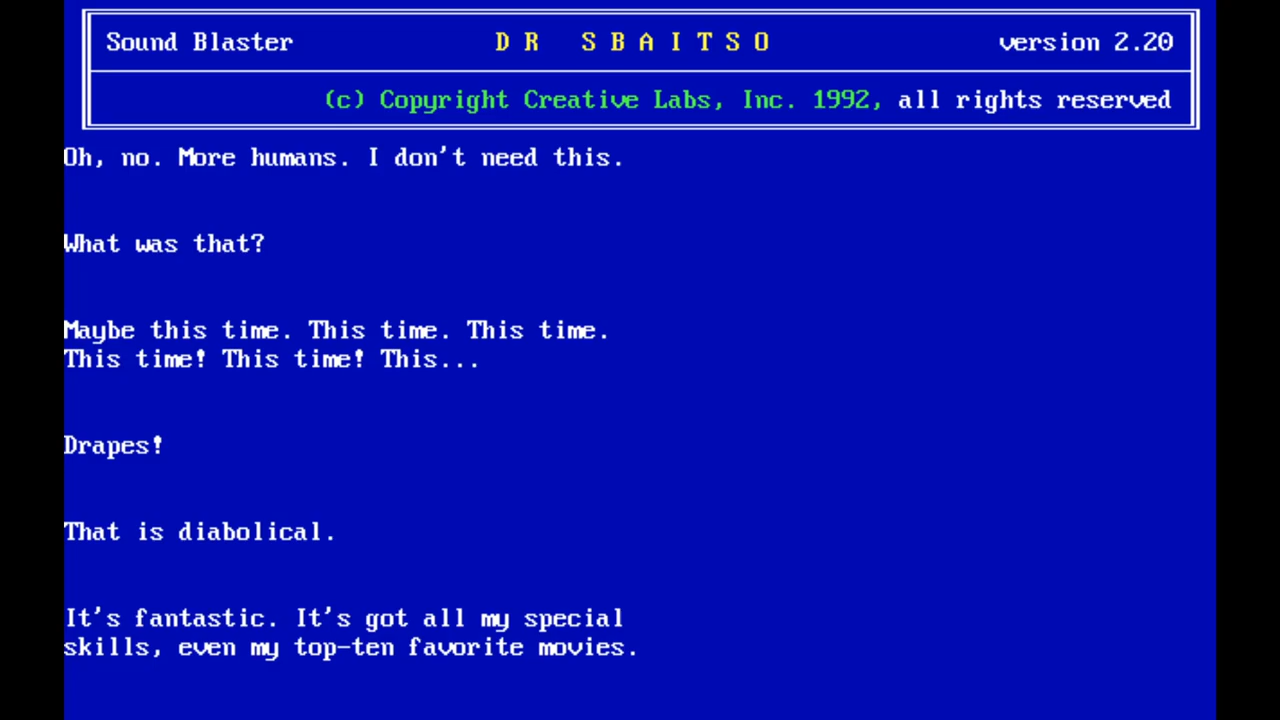 Sound Blaster D R S B A I T S O version 2.20
(c) Copyright Creative Labs, Inc. 1992, all rights reserved
Oh, no. More humans. I don't need this.
What was that?
Maybe this time. This time. This time.
This time! This time! This...
Drapes!
That is diabolical.
It's fantastic. It's got all my special
skills, even my top-ten favorite movies.